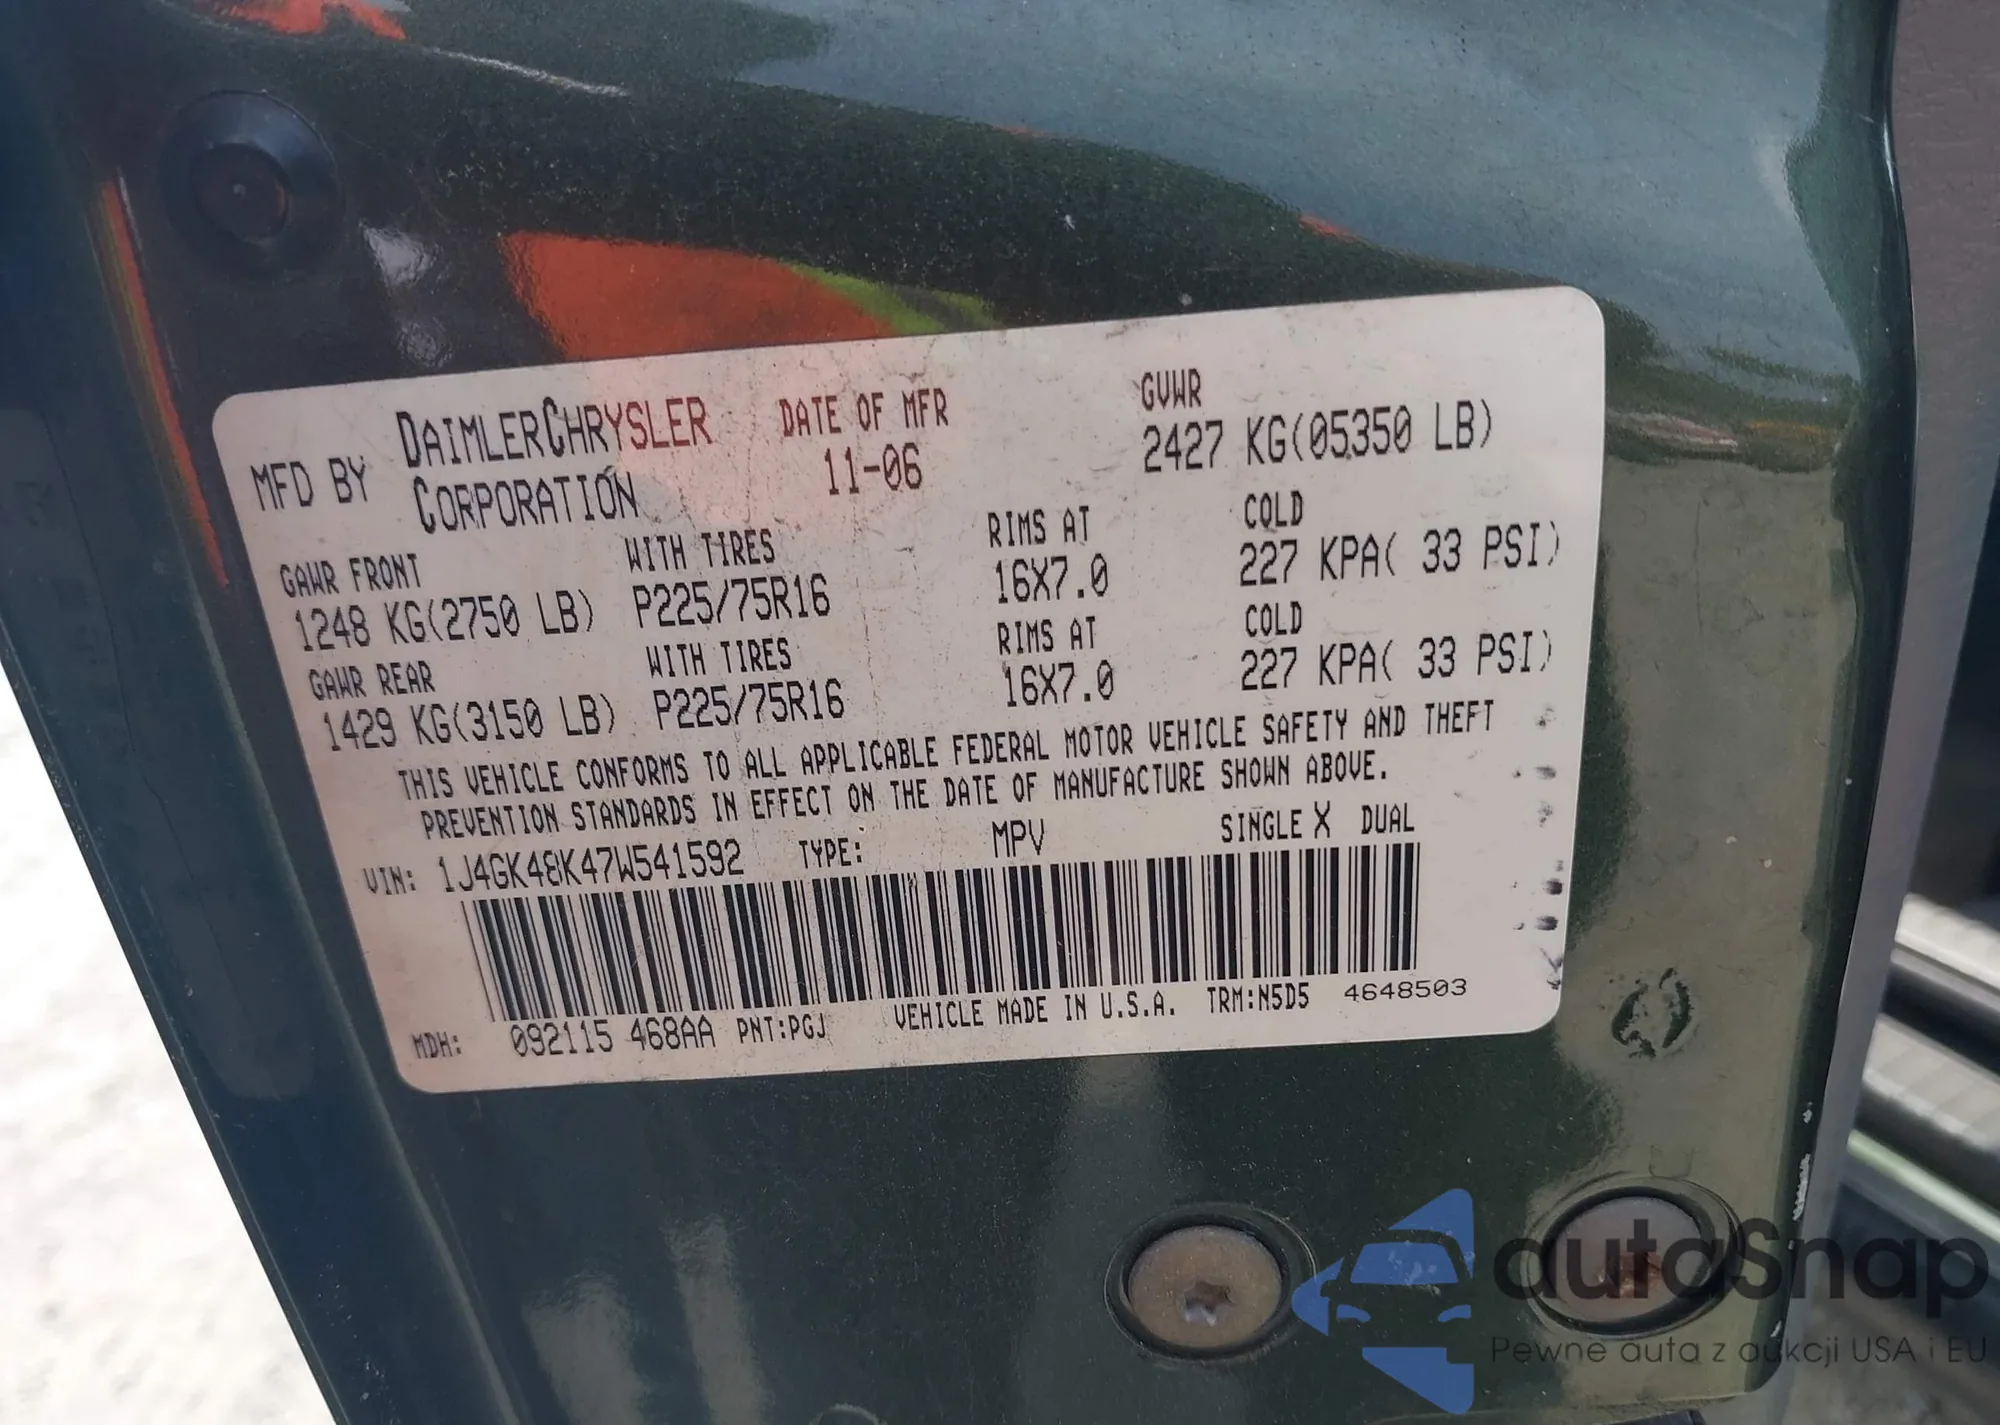 MFD BY DAIMLERCHRYSLER CORPORATION
DATE OF MFR
11-06
GVWR
2427 KG(05350 LB)
GAWR FRONT WITH TIRES RIMS AT COLD
1248 KG(2750 LB) P225/75R16 16X7.0 227 KPA( 33 PSI)
GAWR REAR WITH TIRES RIMS AT COLD
1429 KG(3150 LB) P225/75R16 16X7.0 227 KPA( 33 PSI)
THIS VEHICLE CONFORMS TO ALL APPLICABLE FEDERAL MOTOR VEHICLE SAFETY AND THEFT
PREVENTION STANDARDS IN EFFECT ON THE DATE OF MANUFACTURE SHOWN ABOVE.
VIN: 1J4GK48K47W541592 TYPE: MPV SINGLE X DUAL
MDH: 092115 468AA PNT:PGJ VEHICLE MADE IN U.S.A. TRM:N5D5 4648503
autaSnap
Pewne auta z aukcji USA i EU